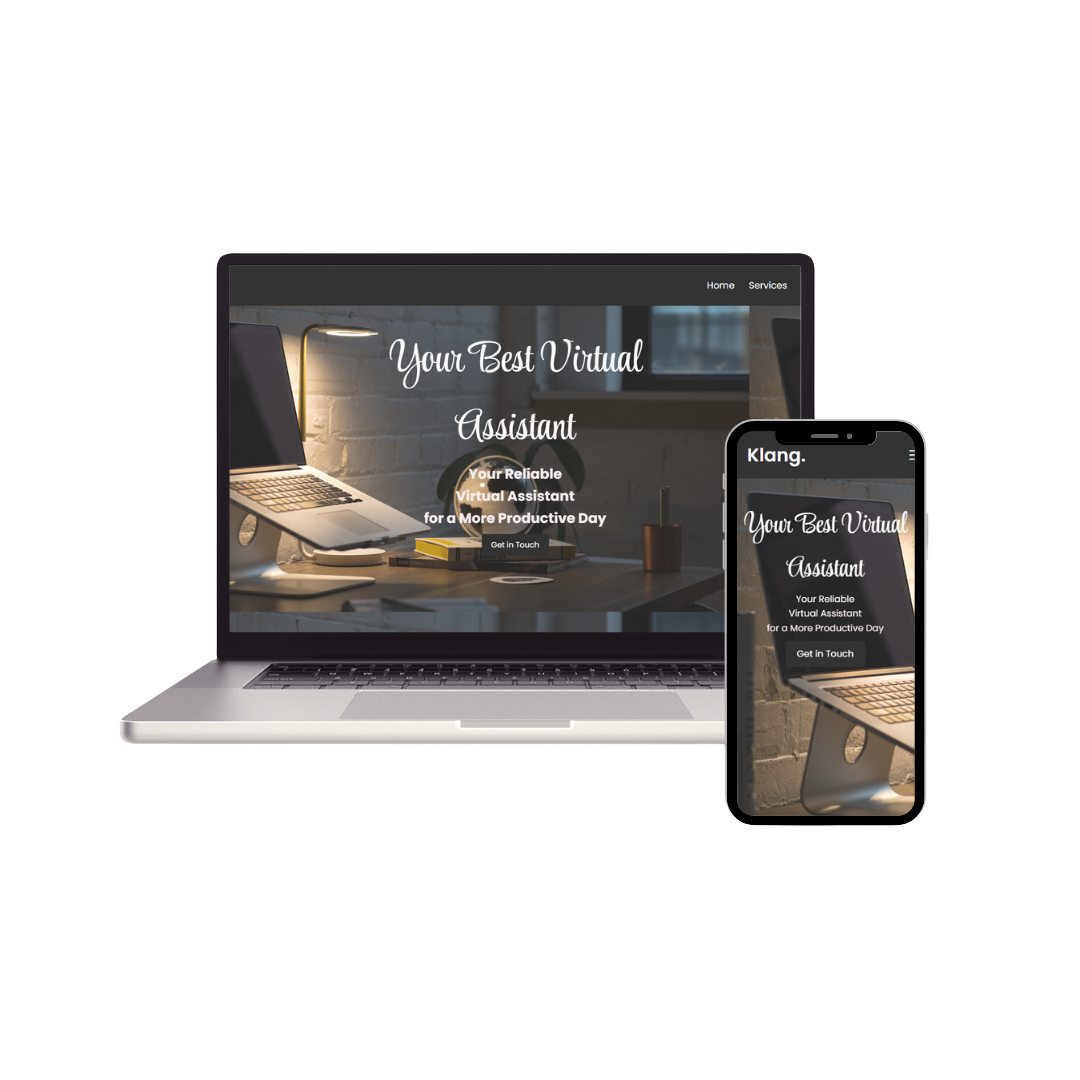 Home Services
Your Best Virtual
Assistant
Your Reliable
Virtual Assistant
for a More Productive Day
Get in Touch
Klang.
Your Best Virtual
Assistant
Your Reliable
Virtual Assistant
for a More Productive Day
Get in Touch